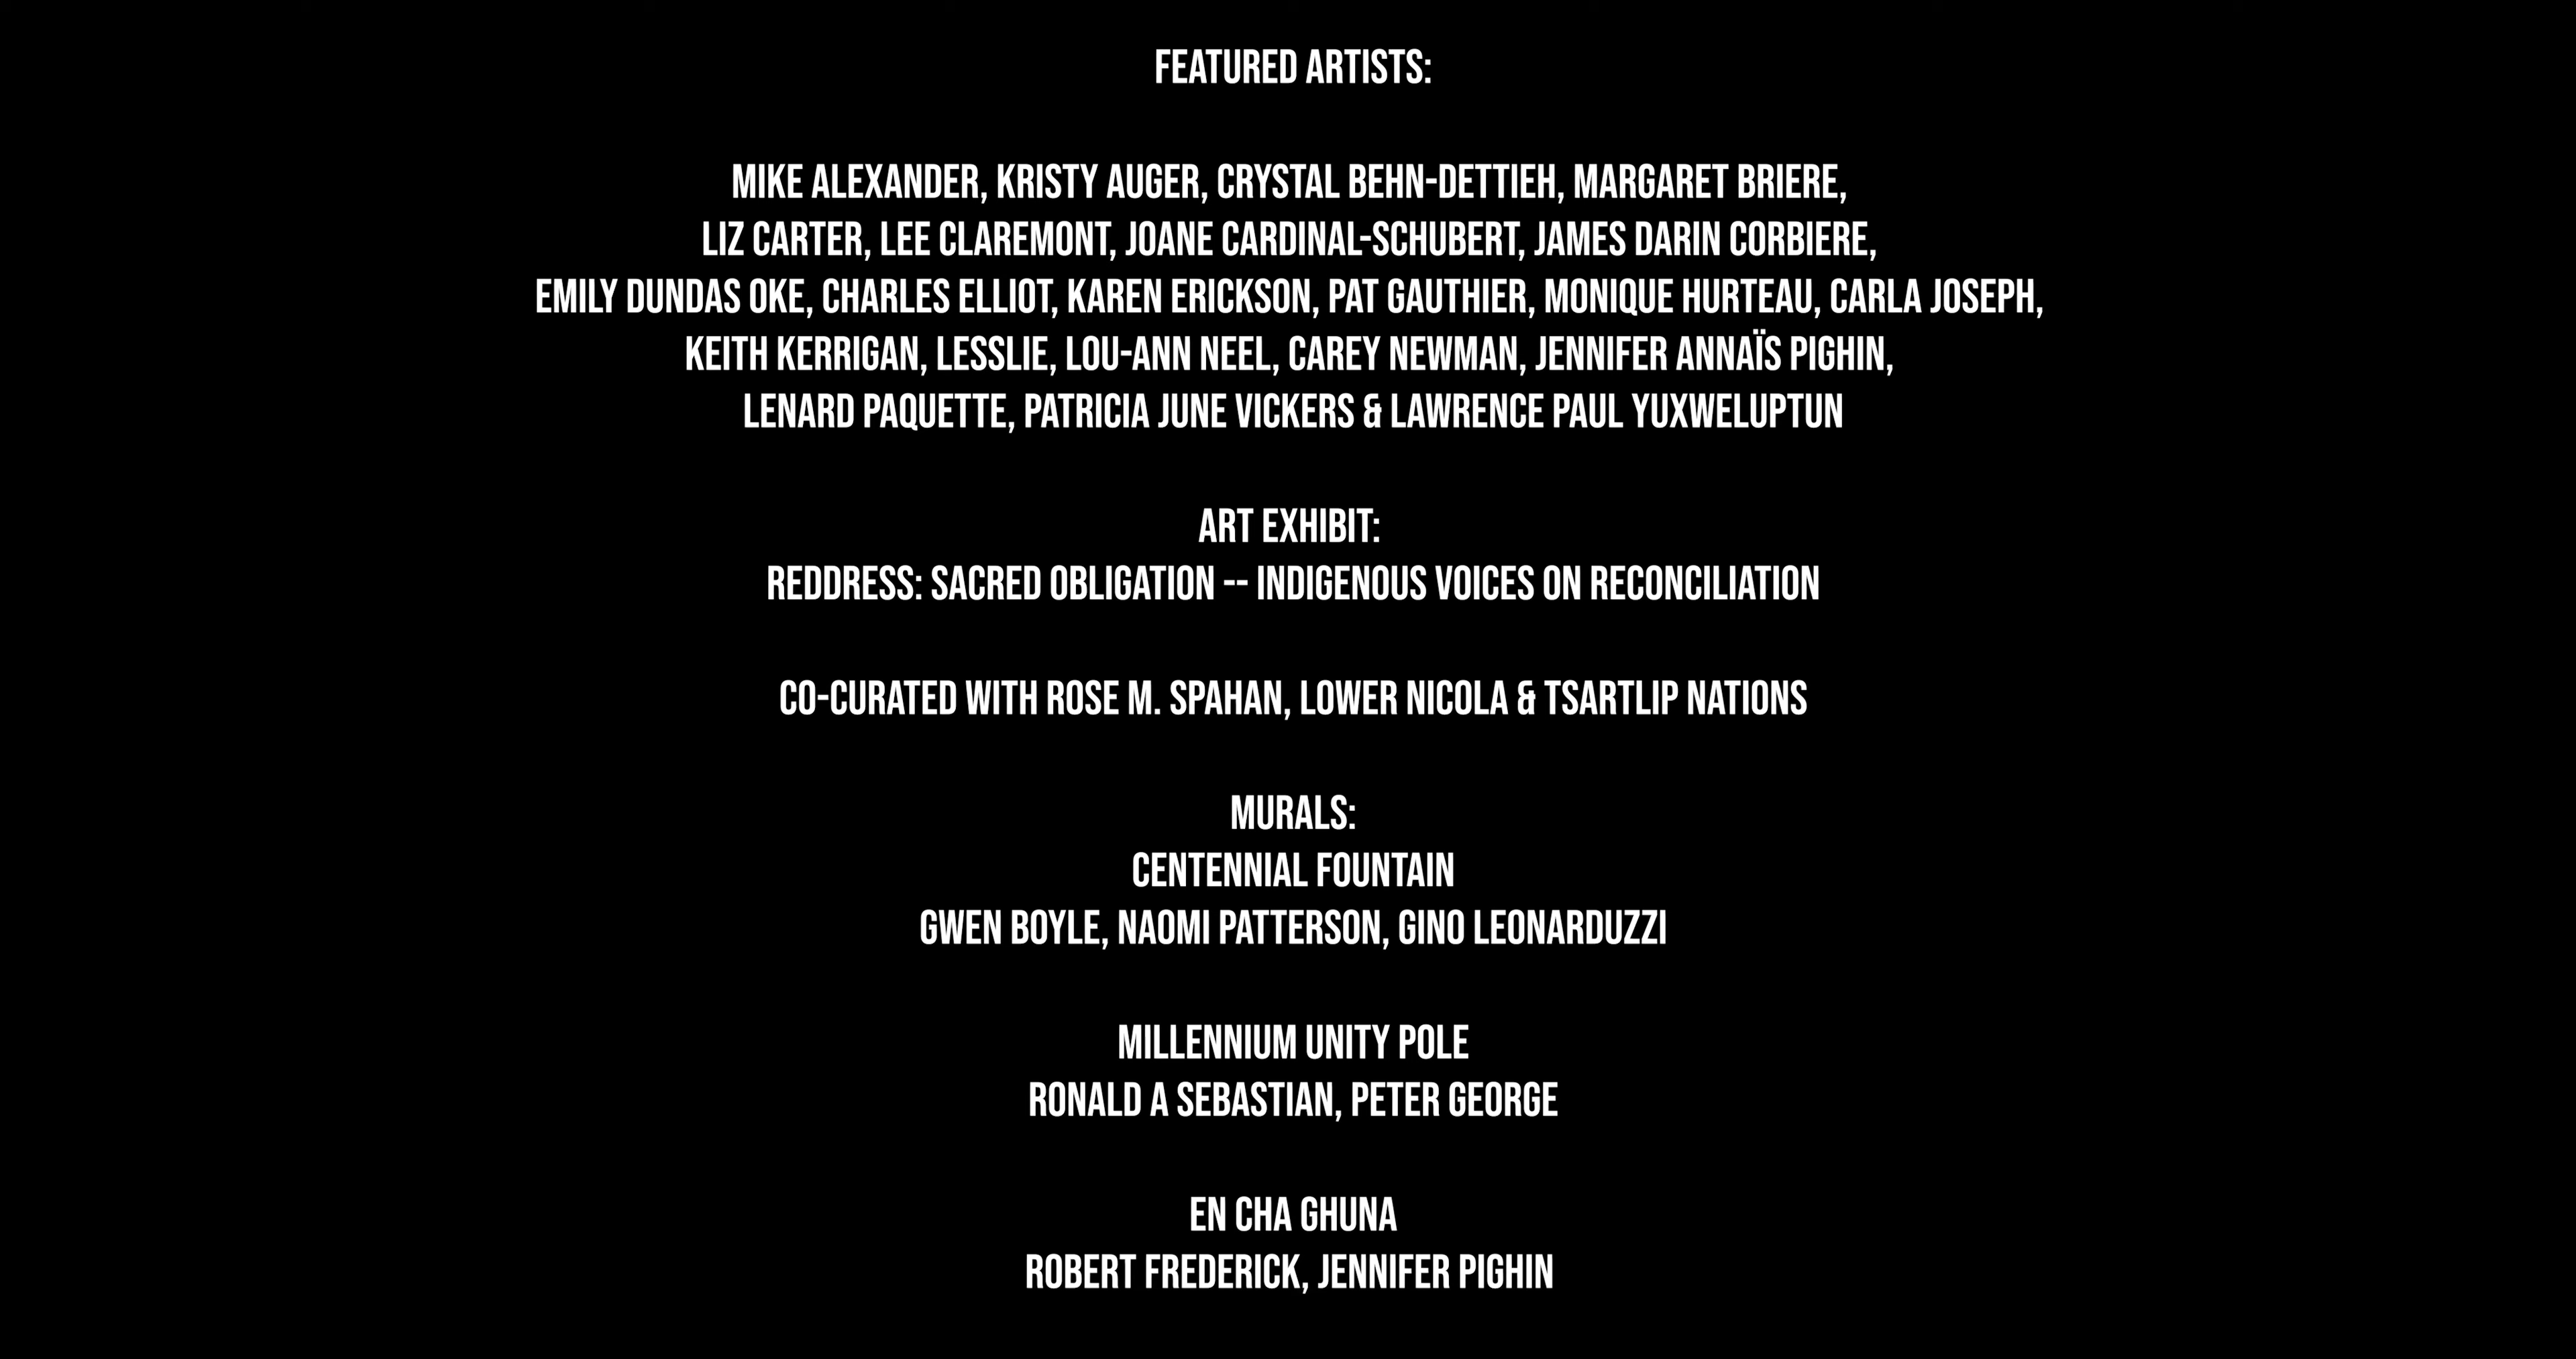 FEATURED ARTISTS:
MIKE ALEXANDER, KRISTY AUGER, CRYSTAL BEHN-DETTIEH, MARGARET BRIERE,
LIZ CARTER, LEE CLAREMONT, JOANE CARDINAL-SCHUBERT, JAMES DARIN CORBIERE,
EMILY DUNDAS OKE, CHARLES ELLIOT, KAREN ERICKSON, PAT GAUTHIER, MONIQUE HURTEAU, CARLA JOSEPH,
KEITH KERRIGAN, LESSLIE, LOU-ANN NEEL, CAREY NEWMAN, JENNIFER ANNAÏS PIGHIN,
LENARD PAQUETTE, PATRICIA JUNE VICKERS & LAWRENCE PAUL YUXWELUPTUN
ART EXHIBIT:
REDDRESS: SACRED OBLIGATION -- INDIGENOUS VOICES ON RECONCILIATION
CO-CURATED WITH ROSE M. SPAHAN, LOWER NICOLA & TSARTLIP NATIONS
MURALS:
CENTENNIAL FOUNTAIN
GWEN BOYLE, NAOMI PATTERSON, GINO LEONARDUZZI
MILLENNIUM UNITY POLE
RONALD A SEBASTIAN, PETER GEORGE
EN CHA GHUNA
ROBERT FREDERICK, JENNIFER PIGHIN